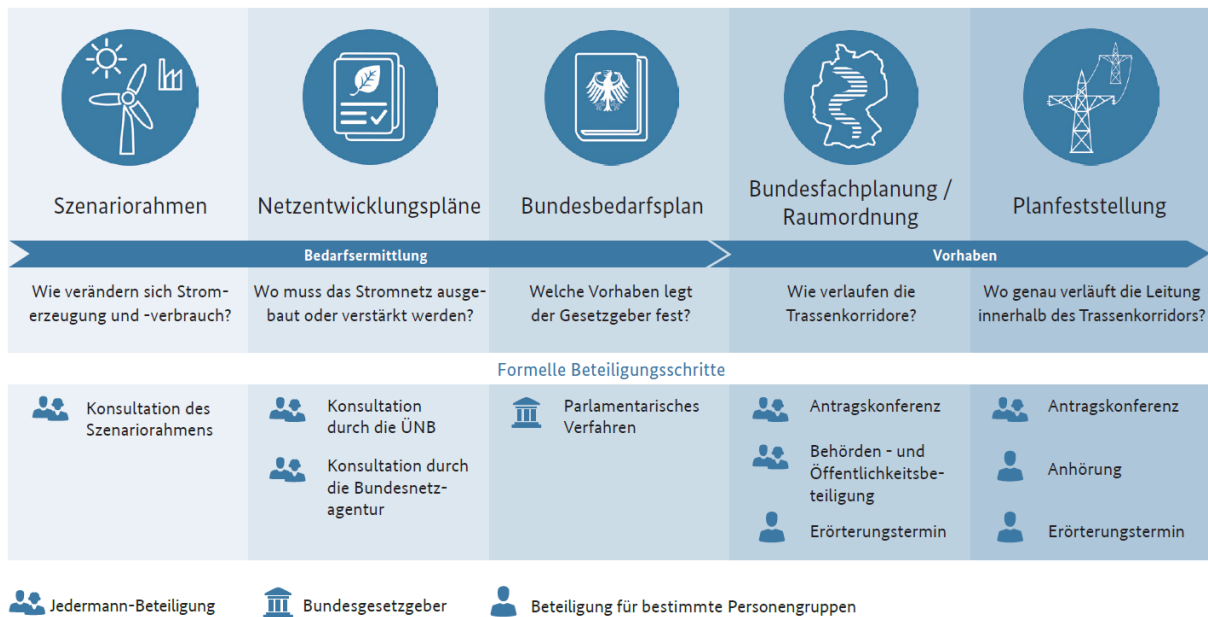 Szenariorahmen
Netzentwicklungspläne
Bundesbedarfsplan
Bundesfachplanung /
Raumordnung
Planfeststellung
Bedarfsermittlung
Vorhaben
Wie verändern sich Strom-
erzeugung und -verbrauch?
Wo muss das Stromnetz ausge-
baut oder verstärkt werden?
Welche Vorhaben legt
der Gesetzgeber fest?
Wie verlaufen die
Trassenkorridore?
Wo genau verläuft die Leitung
innerhalb des Trassenkorridors?
Formelle Beteiligungsschritte
Konsultation des
Szenariorahmens
Konsultation
durch die ÜNB
Konsultation durch
die Bundesnetz-
agentur
Parlamentarisches
Verfahren
Antragskonferenz
Behörden - und
Öffentlichkeitsbe-
teiligung
Erörterungstermin
Antragskonferenz
Anhörung
Erörterungstermin
Jedermann-Beteiligung
Bundesgesetzgeber
Beteiligung für bestimmte Personengruppen